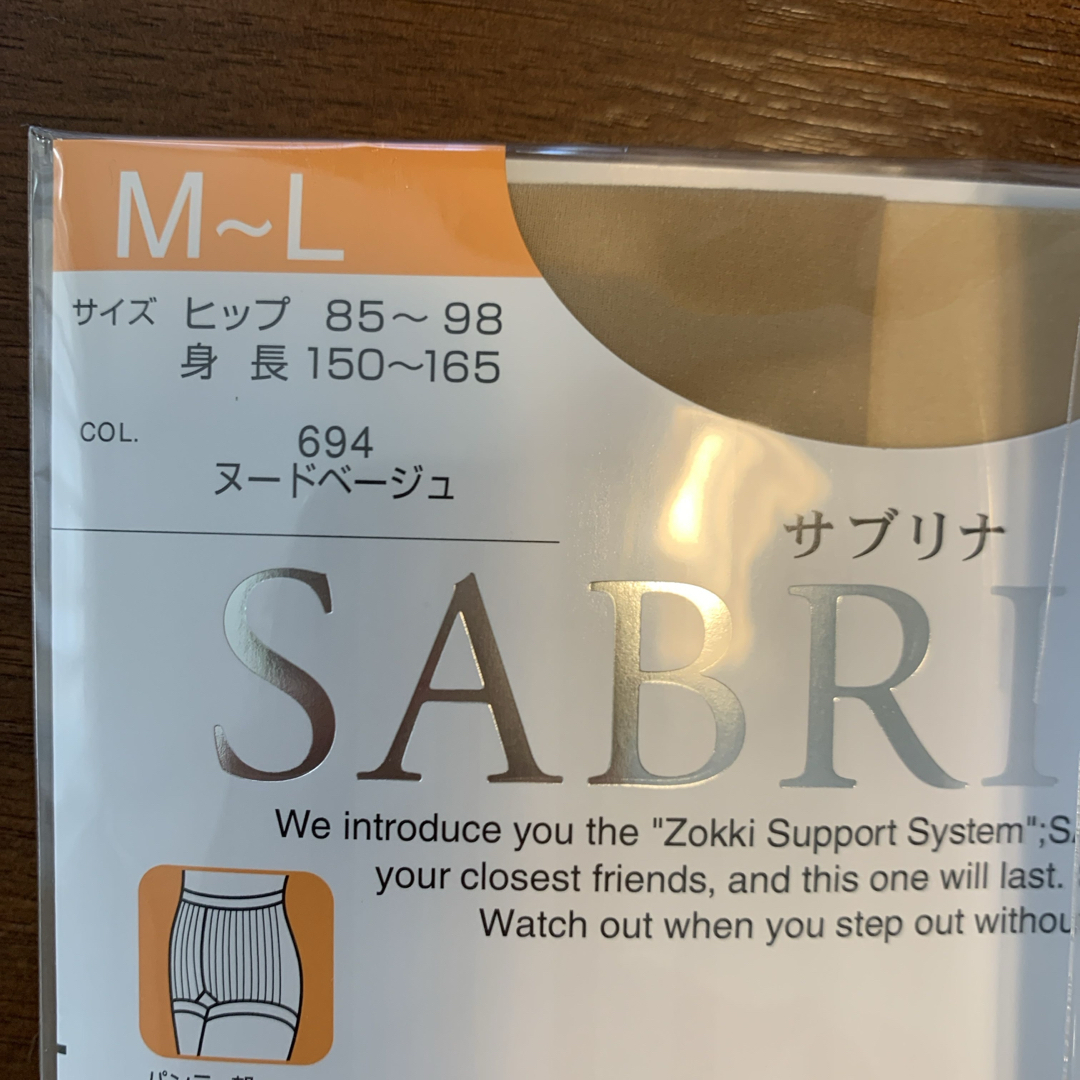 M~L
サイズ ヒップ 85〜98
身長 150〜165
COL. 694
ヌードベージュ
サブリナ
SABRI
We introduce you the "Zokki Support System";S
your closest friends, and this one will last.
Watch out when you step out withou